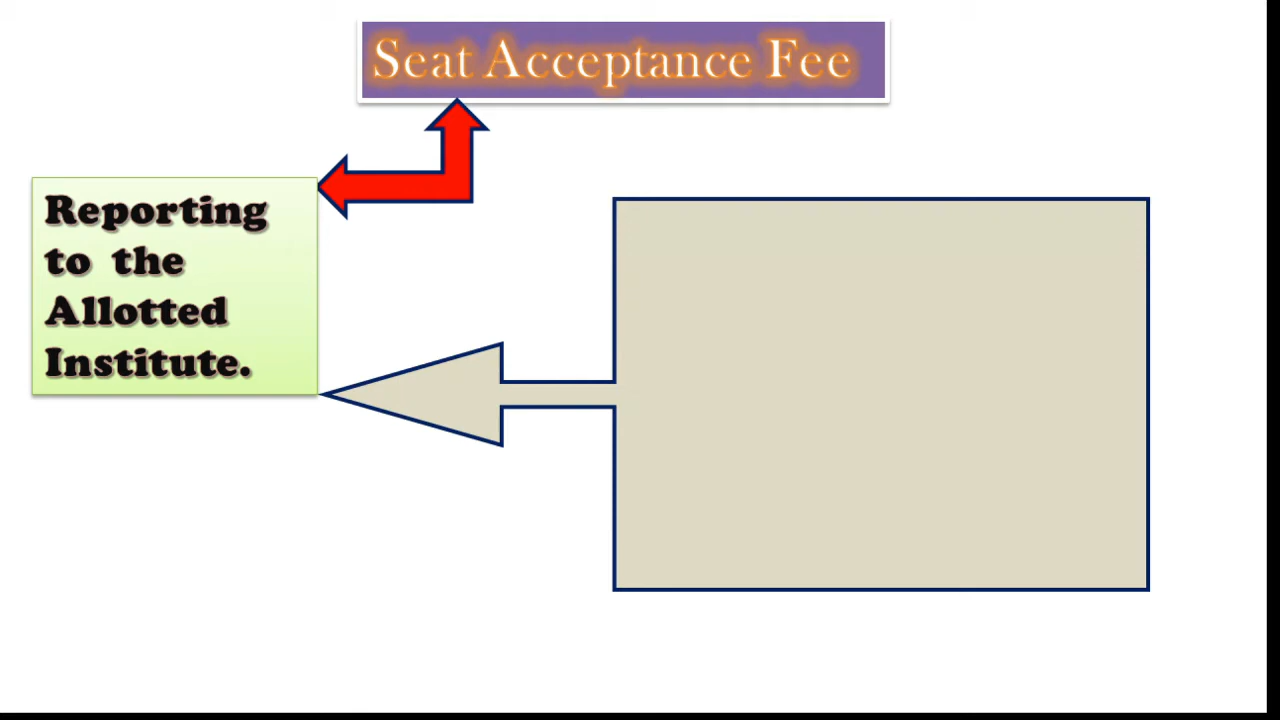 Seat Acceptance Fee
Reporting
to the
Allotted
Institute.